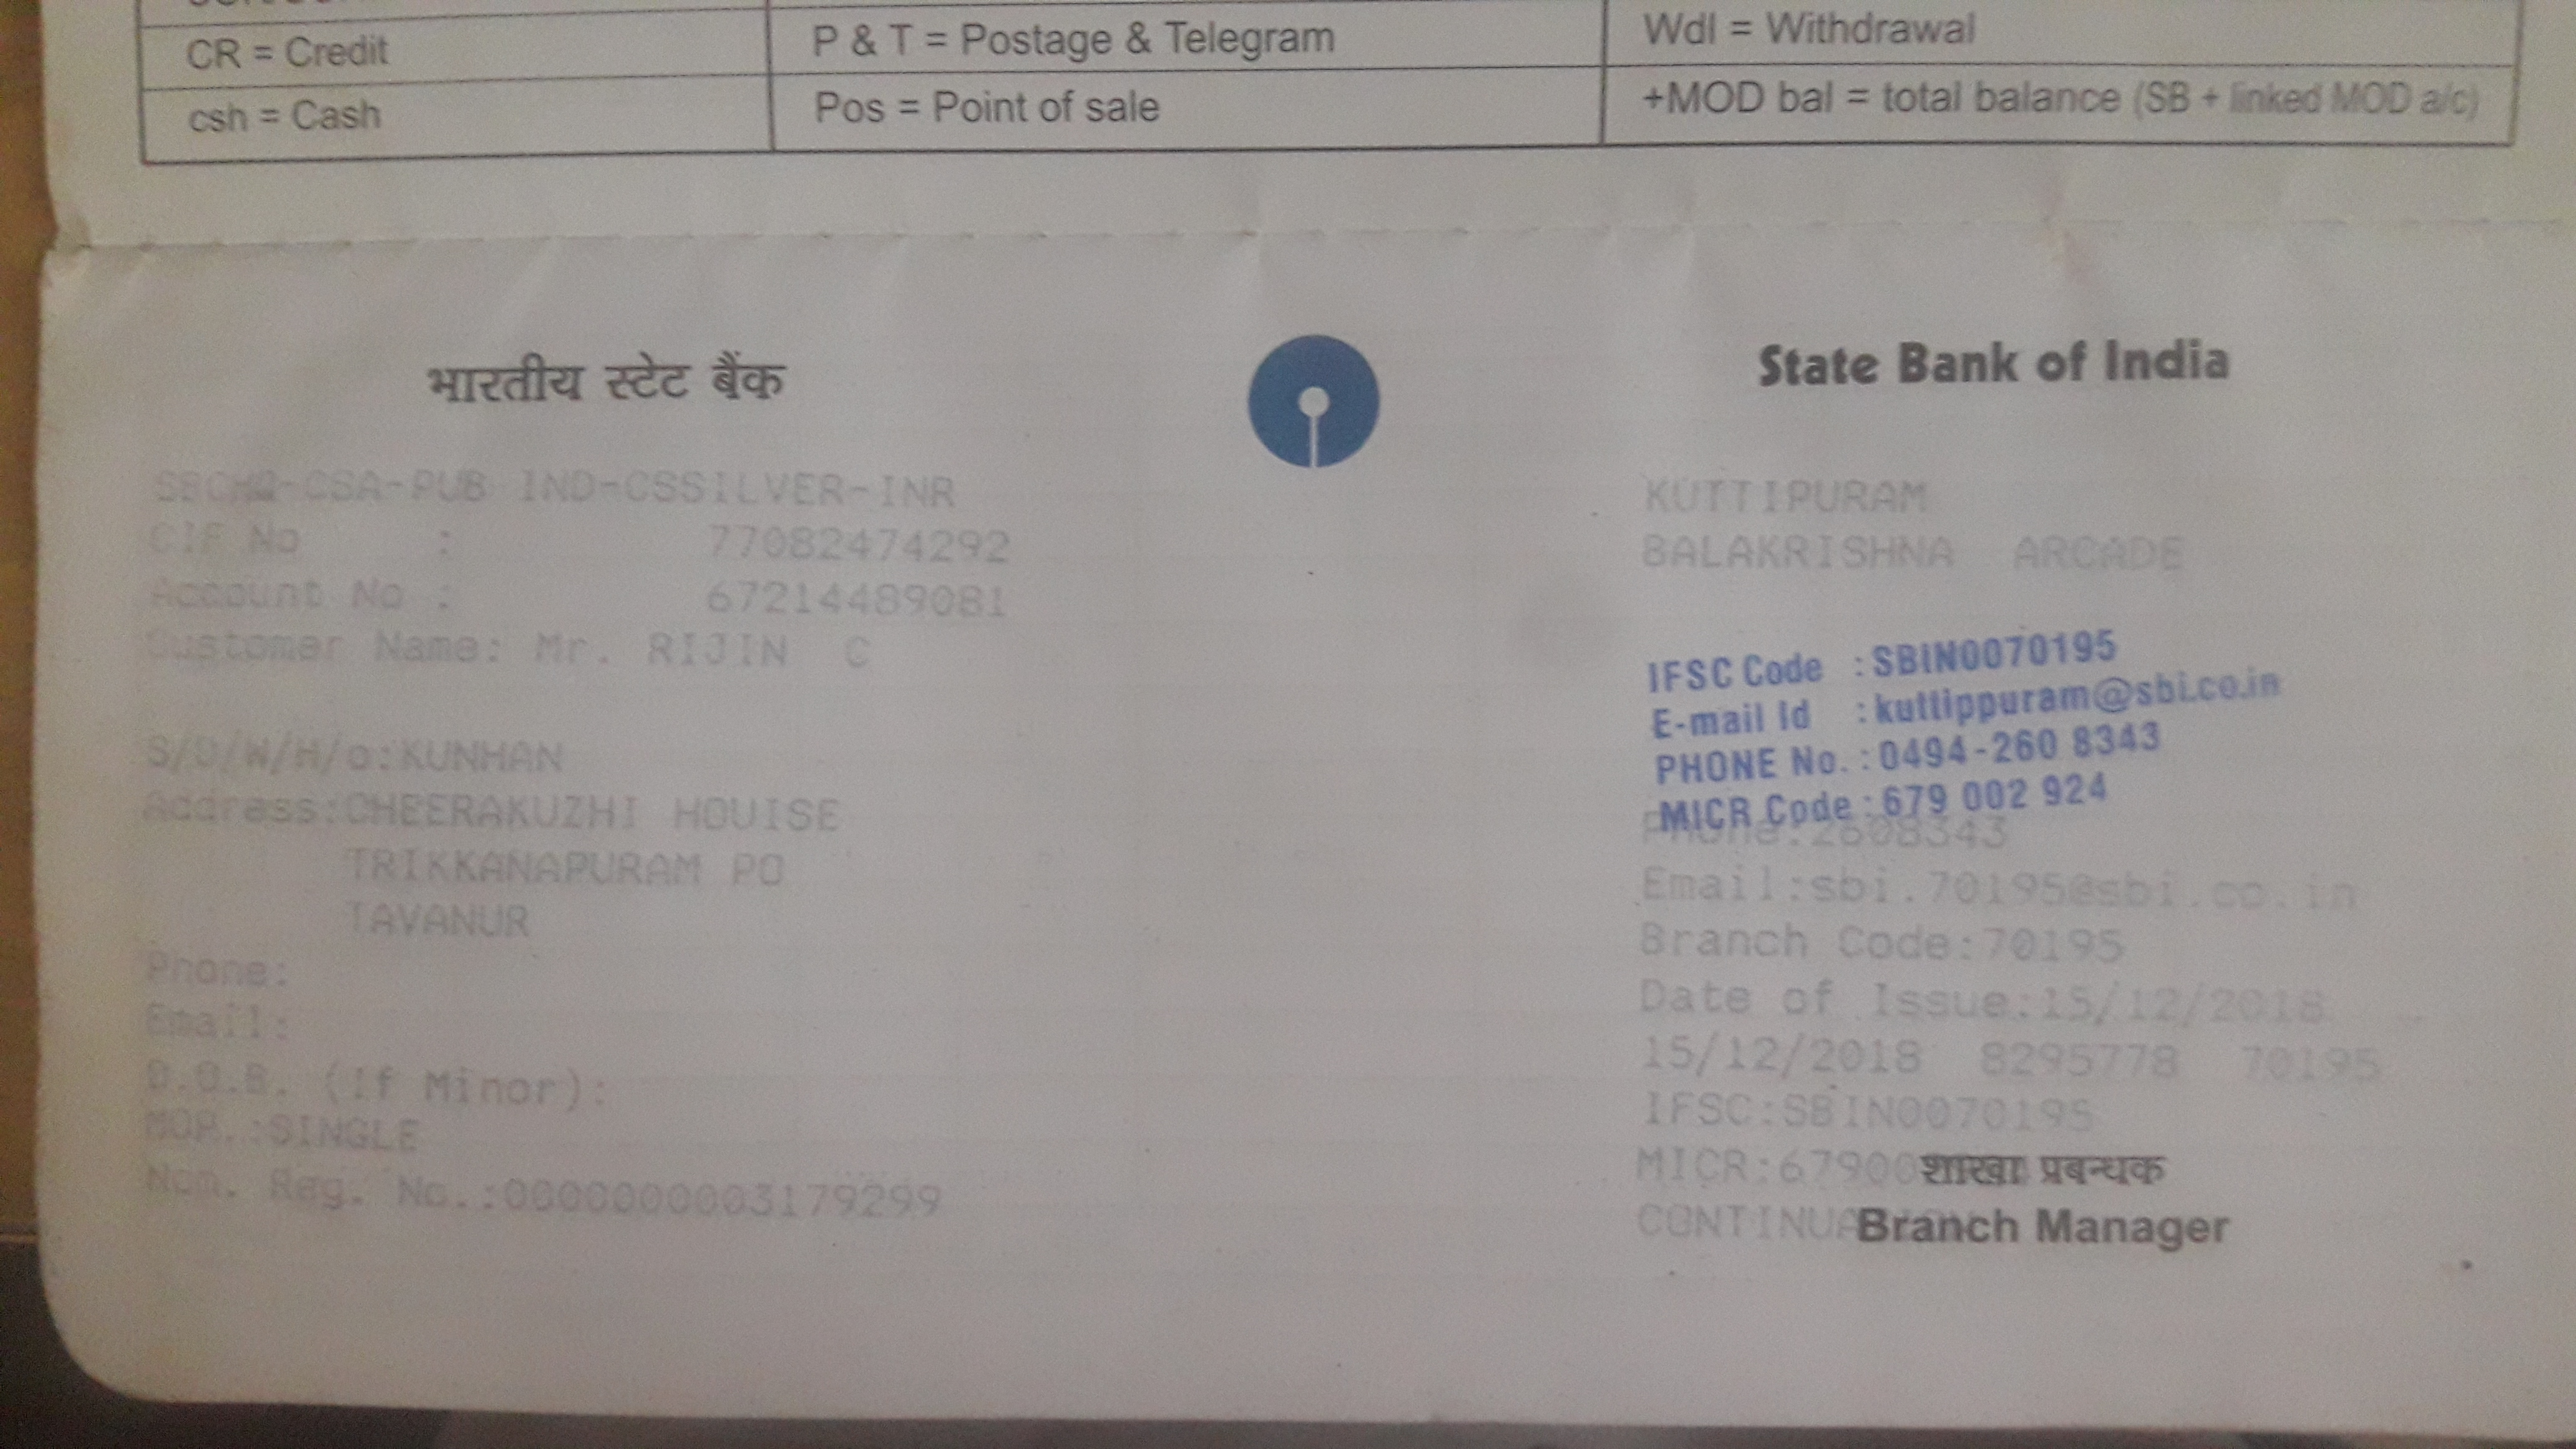 CR = Credit
P & T = Postage & Telegram
Wdl = Withdrawal
csh = Cash
Pos = Point of sale
+MOD bal = total balance (SB + linked MOD a/c)
भारतीय स्टेट बैंक
State Bank of India
SBCHQ-CSA-PUB IND-CSSILVER-INR
CIF No : 77082474292
Account No : 67214489081
Customer Name: Mr. RIJIN C
S/D/W/H/o:KUNHAN
Address:CHEERAKUZHI HOUISE
TRIKKANAPURAM PO
TAVANUR
Phone:
Email:
D.O.B. (If Minor):
MOP.:SINGLE
Nom. Reg. No.:0000000003179299
KUTTIPURAM
BALAKRISHNA ARCADE
IFSC Code :SBIN0070195
E-mail Id :kuttippuram@sbi.co.in
PHONE No. :0494-260 8343
MICR Code :679 002 924
Phone:2608343
Email:sbi.70195@sbi.co.in
Branch Code:70195
Date of Issue:15/12/2018
15/12/2018 8295778 70195
IFSC:SBIN0070195
MICR:67900
शाखा प्रबन्धक
CONTINUA
Branch Manager